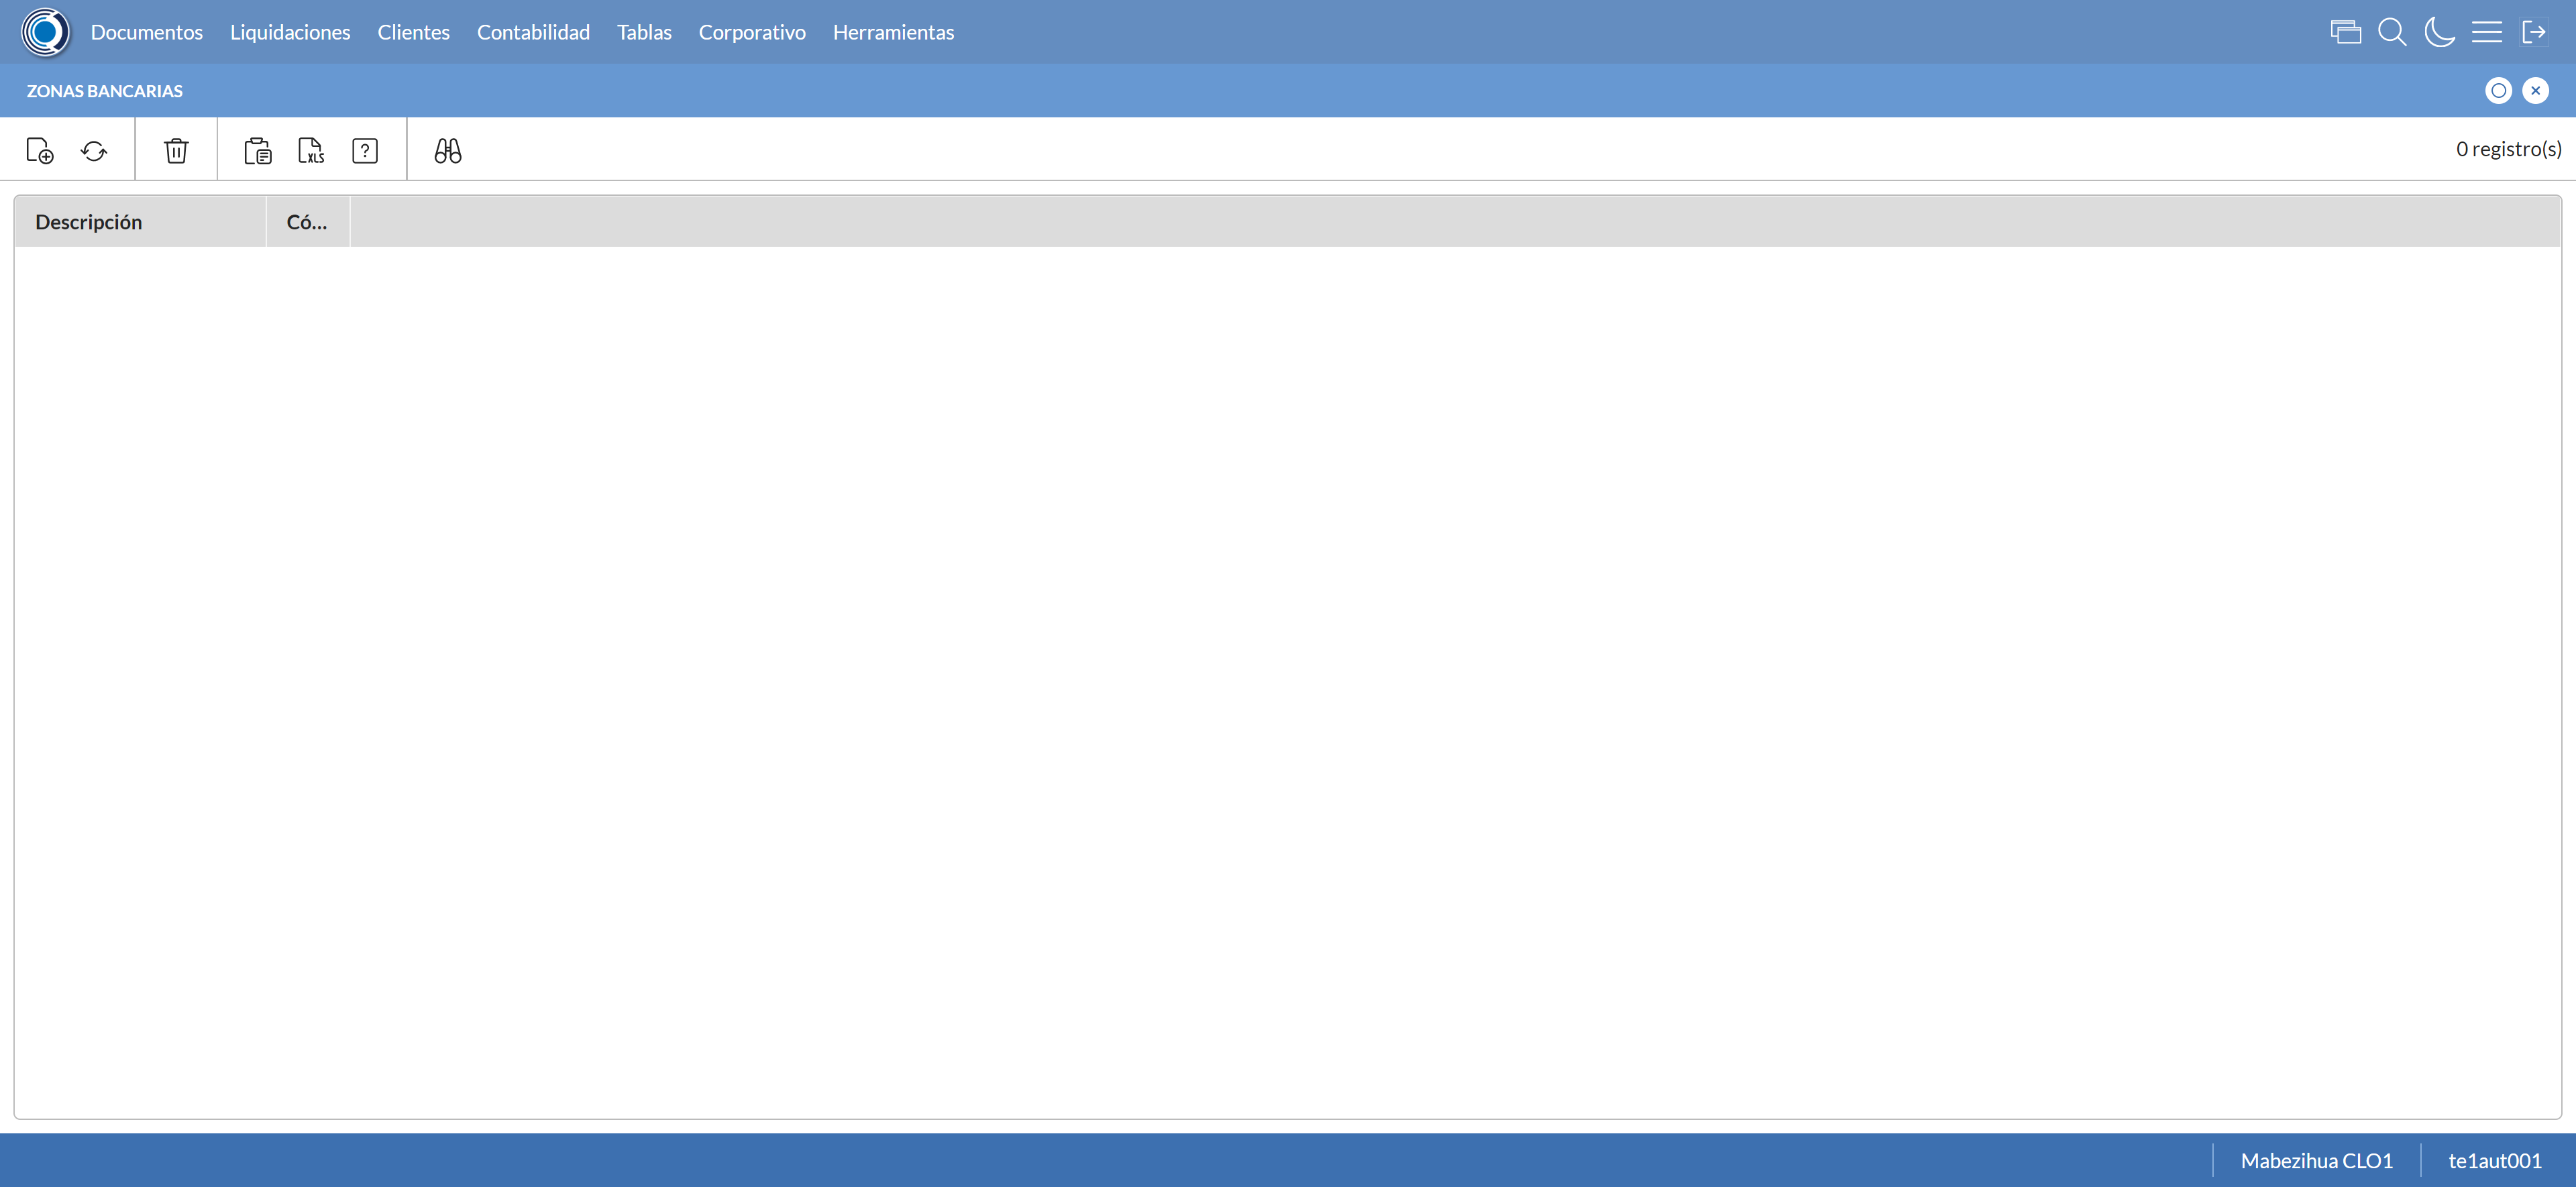 Documentos Liquidaciones Clientes Contabilidad Tablas Corporativo Herramientas
ZONAS BANCARIAS
XLS ? 0 registro(s)
Descripción Có...
Mabezihua CLO1 te1aut001